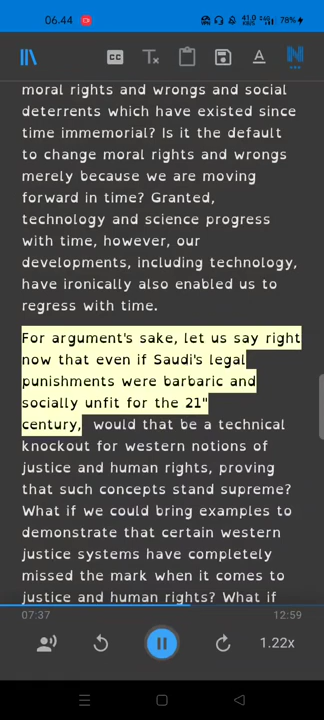 06.44
41.0
KB/S
78%
CC
T×
A
N
moral rights and wrongs and social
deterrents which have existed since
time immemorial? Is it the default
to change moral rights and wrongs
merely because we are moving
forward in time? Granted,
technology and science progress
with time, however, our
developments, including technology,
have ironically also enabled us to
regress with time.
For argument's sake, let us say right
now that even if Saudi's legal
punishments were barbaric and
socially unfit for the 21"
century, would that be a technical
knockout for western notions of
justice and human rights, proving
that such concepts stand supreme?
What if we could bring examples to
demonstrate that certain western
justice systems have completely
missed the mark when it comes to
justice and human rights? What if
07:37 12:59
1.22x